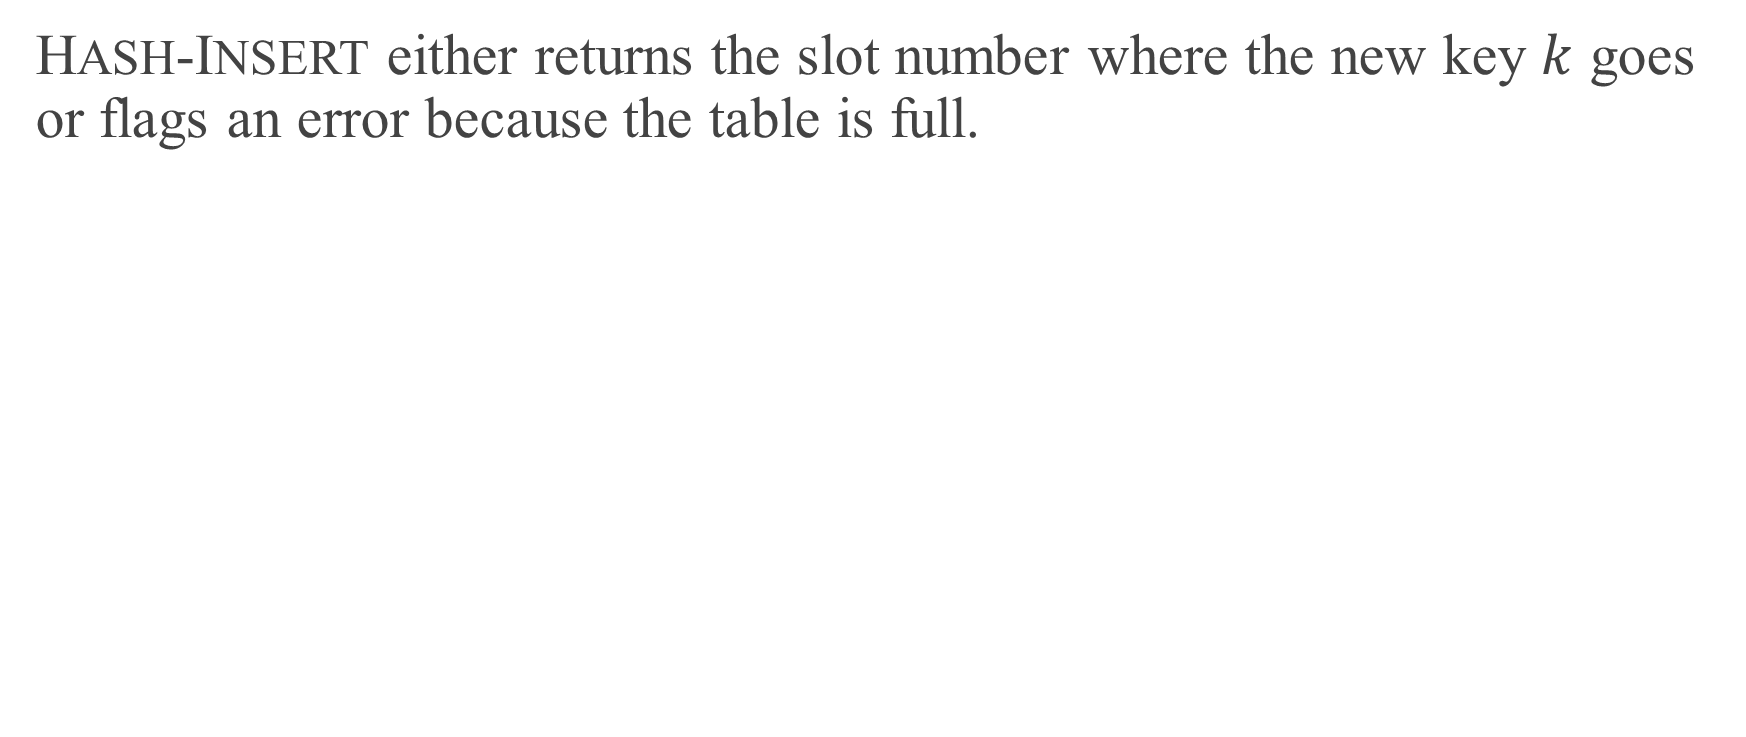 HASH-INSERT either returns the slot number where the new key k goes
or flags an error because the table is full.